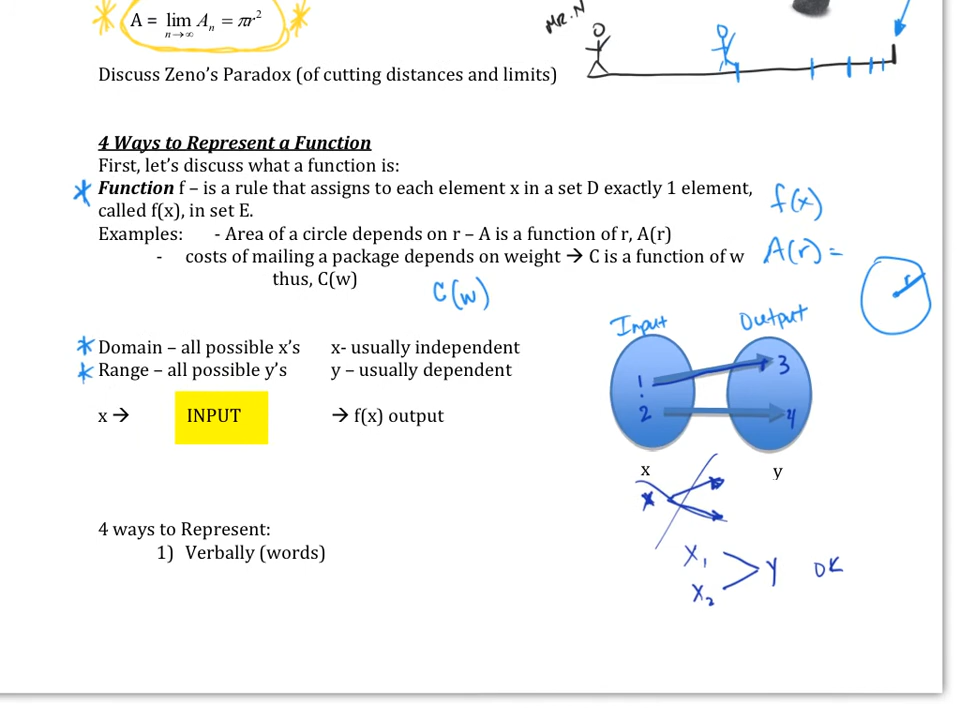 A = lim Aₙ = πr²
n→∞
MR. N
Discuss Zeno's Paradox (of cutting distances and limits)
4 Ways to Represent a Function
First, let's discuss what a function is:
Function f – is a rule that assigns to each element x in a set D exactly 1 element,
called f(x), in set E.
f(x)
Examples: - Area of a circle depends on r – A is a function of r, A(r)
- costs of mailing a package depends on weight → C is a function of w
thus, C(w)
A(r) =
r
C(w)
Input Output
Domain – all possible x's x- usually independent
Range – all possible y's y – usually dependent
1 3
2 4
x → INPUT → f(x) output
x y
x
4 ways to Represent:
1) Verbally (words)
x₁
x₂ > y OK